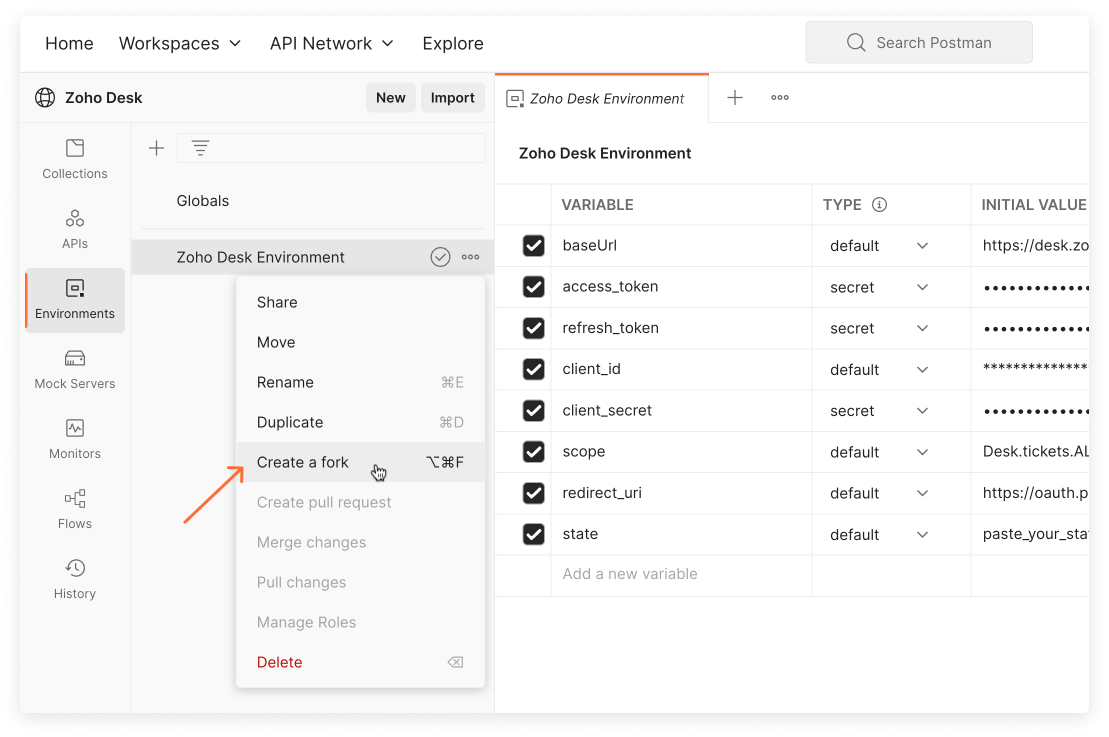 Home Workspaces API Network Explore Search Postman
Zoho Desk New Import
Zoho Desk Environment
Collections
APIs
Environments
Mock Servers
Monitors
Flows
History
Globals
Zoho Desk Environment
Share
Move
Rename ⌘E
Duplicate ⌘D
Create a fork ⌥⌘F
Create pull request
Merge changes
Pull changes
Manage Roles
Delete
Zoho Desk Environment
VARIABLE TYPE INITIAL VALUE
baseUrl default https://desk.zo
access_token secret •••••••••••••
refresh_token secret •••••••••••••
client_id default **************
client_secret secret •••••••••••••
scope default Desk.tickets.AL
redirect_uri default https://oauth.p
state default paste_your_sta
Add a new variable